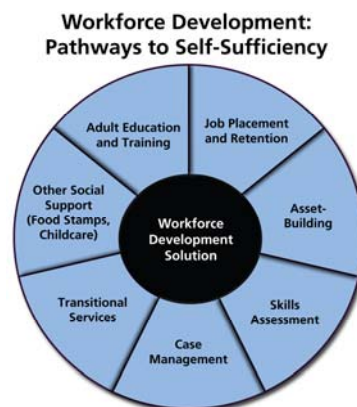 Workforce Development:
Pathways to Self-Sufficiency
Adult Education
and Training
Job Placement
and Retention
Other Social
Support
(Food Stamps,
Childcare)
Workforce
Development
Solution
Asset-
Building
Transitional
Services
Skills
Assessment
Case
Management